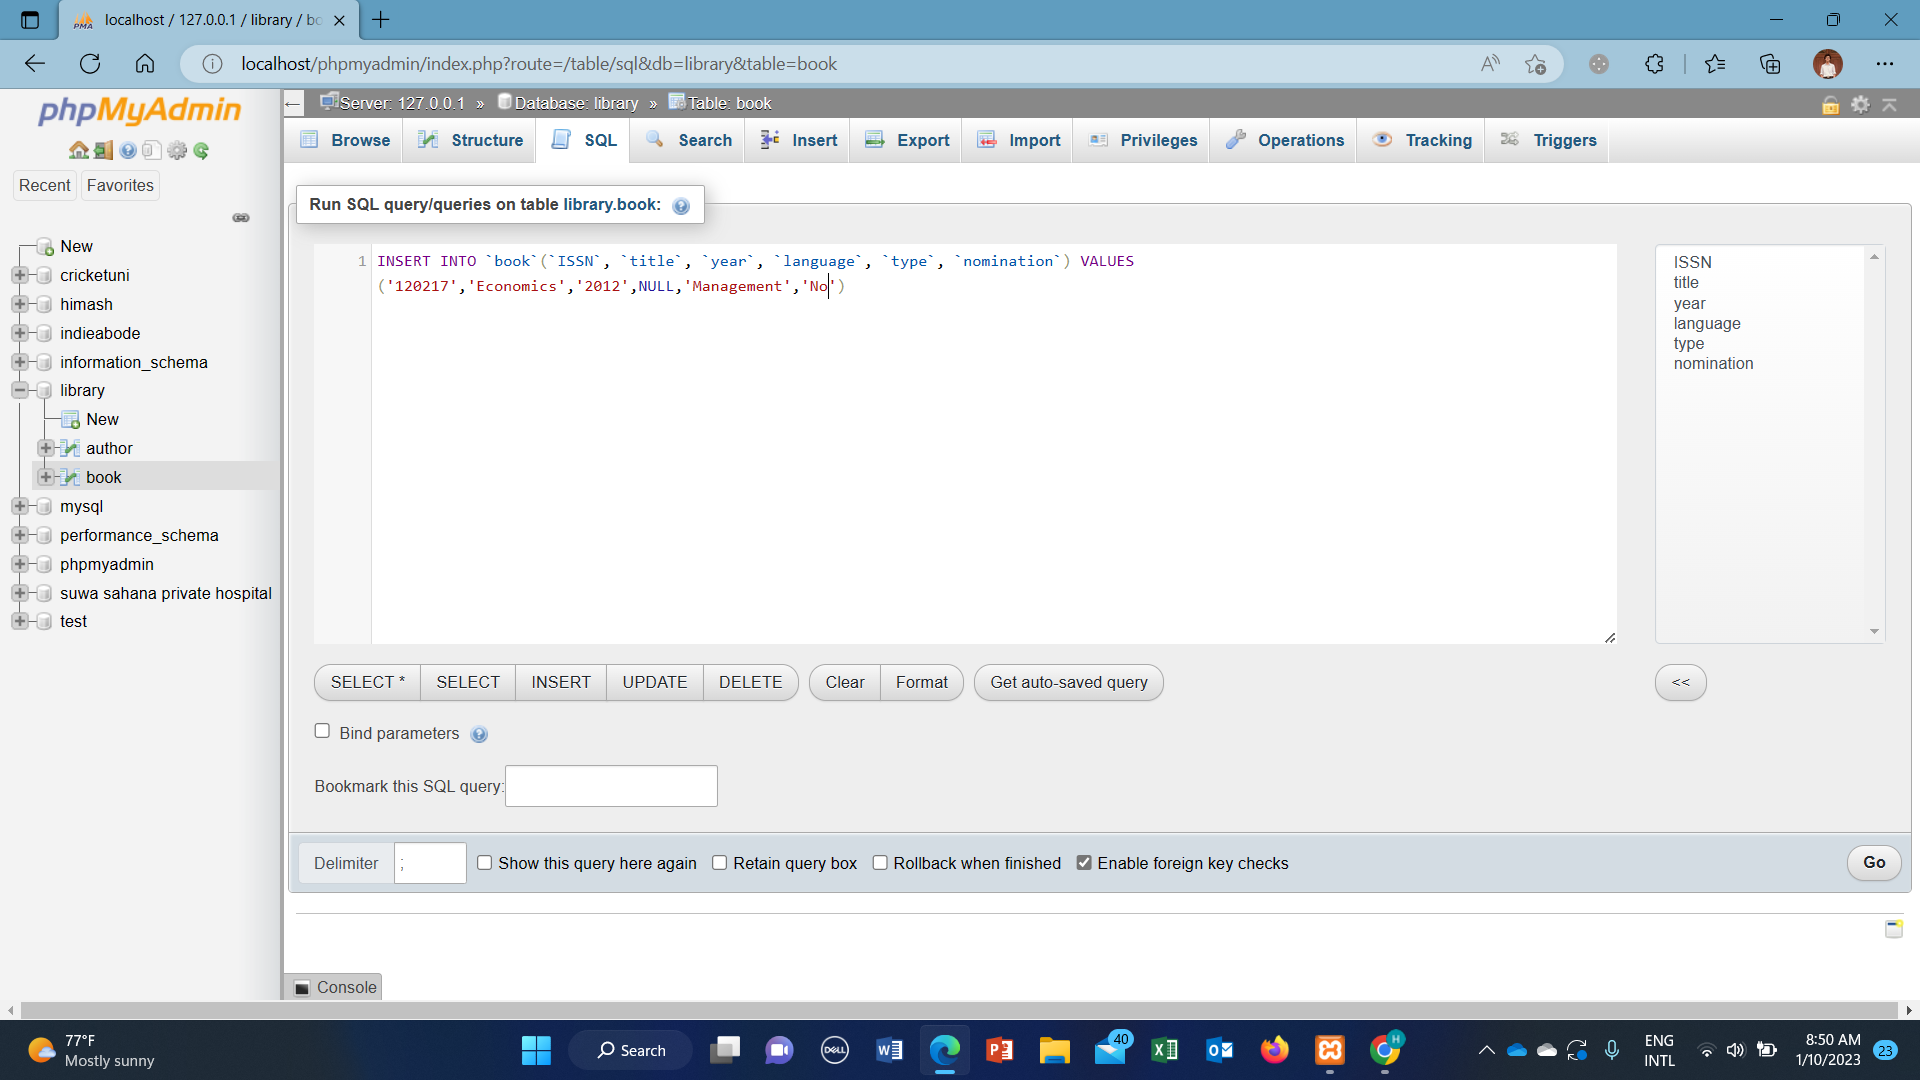 localhost / 127.0.0.1 / library / bo
localhost/phpmyadmin/index.php?route=/table/sql&db=library&table=book
phpMyAdmin
Recent
Favorites
New
cricketuni
himash
indieabode
information_schema
library
New
author
book
mysql
performance_schema
phpmyadmin
suwa sahana private hospital
test
Server: 127.0.0.1 » Database: library » Table: book
Browse
Structure
SQL
Search
Insert
Export
Import
Privileges
Operations
Tracking
Triggers
Run SQL query/queries on table library.book:
1
INSERT INTO `book`(`ISSN`, `title`, `year`, `language`, `type`, `nomination`) VALUES
('120217','Economics','2012',NULL,'Management','No')
ISSN
title
year
language
type
nomination
SELECT *
SELECT
INSERT
UPDATE
DELETE
Clear
Format
Get auto-saved query
<<
Bind parameters
Bookmark this SQL query:
Delimiter
;
Show this query here again
Retain query box
Rollback when finished
Enable foreign key checks
Go
Console
77°F
Mostly sunny
Search
DELL
40
H
ENG
INTL
8:50 AM
1/10/2023
23